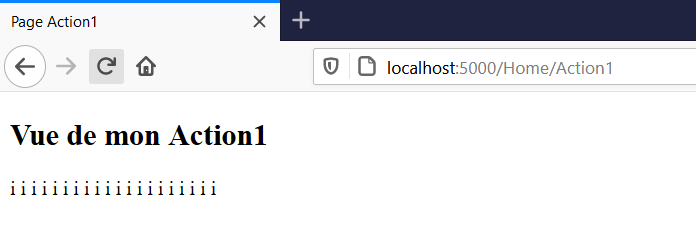 Page Action1
localhost:5000/Home/Action1
Vue de mon Action1
i i i i i i i i i i i i i i i i i i i i